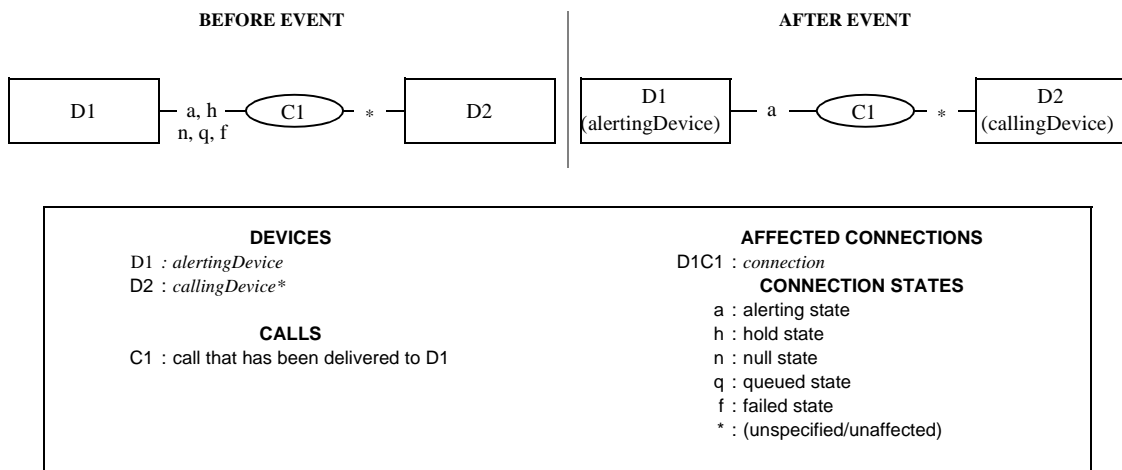 BEFORE EVENT
AFTER EVENT
D1
a, h
n, q, f
C1
*
D2
D1
(alertingDevice)
a
C1
*
D2
(callingDevice)
DEVICES
D1 : alertingDevice
D2 : callingDevice*
CALLS
C1 : call that has been delivered to D1
AFFECTED CONNECTIONS
D1C1 : connection
CONNECTION STATES
a : alerting state
h : hold state
n : null state
q : queued state
f : failed state
* : (unspecified/unaffected)